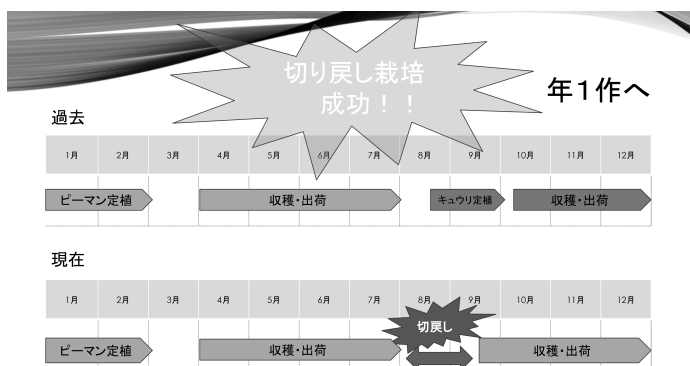 切り戻し栽培
成功！！
年１作へ
過去
1月 2月 3月 4月 5月 6月 7月 8月 9月 10月 11月 12月
ピーマン定植 収穫・出荷 キュウリ定植 収穫・出荷
現在
1月 2月 3月 4月 5月 6月 7月 8月 9月 10月 11月 12月
切戻し
ピーマン定植 収穫・出荷 収穫・出荷